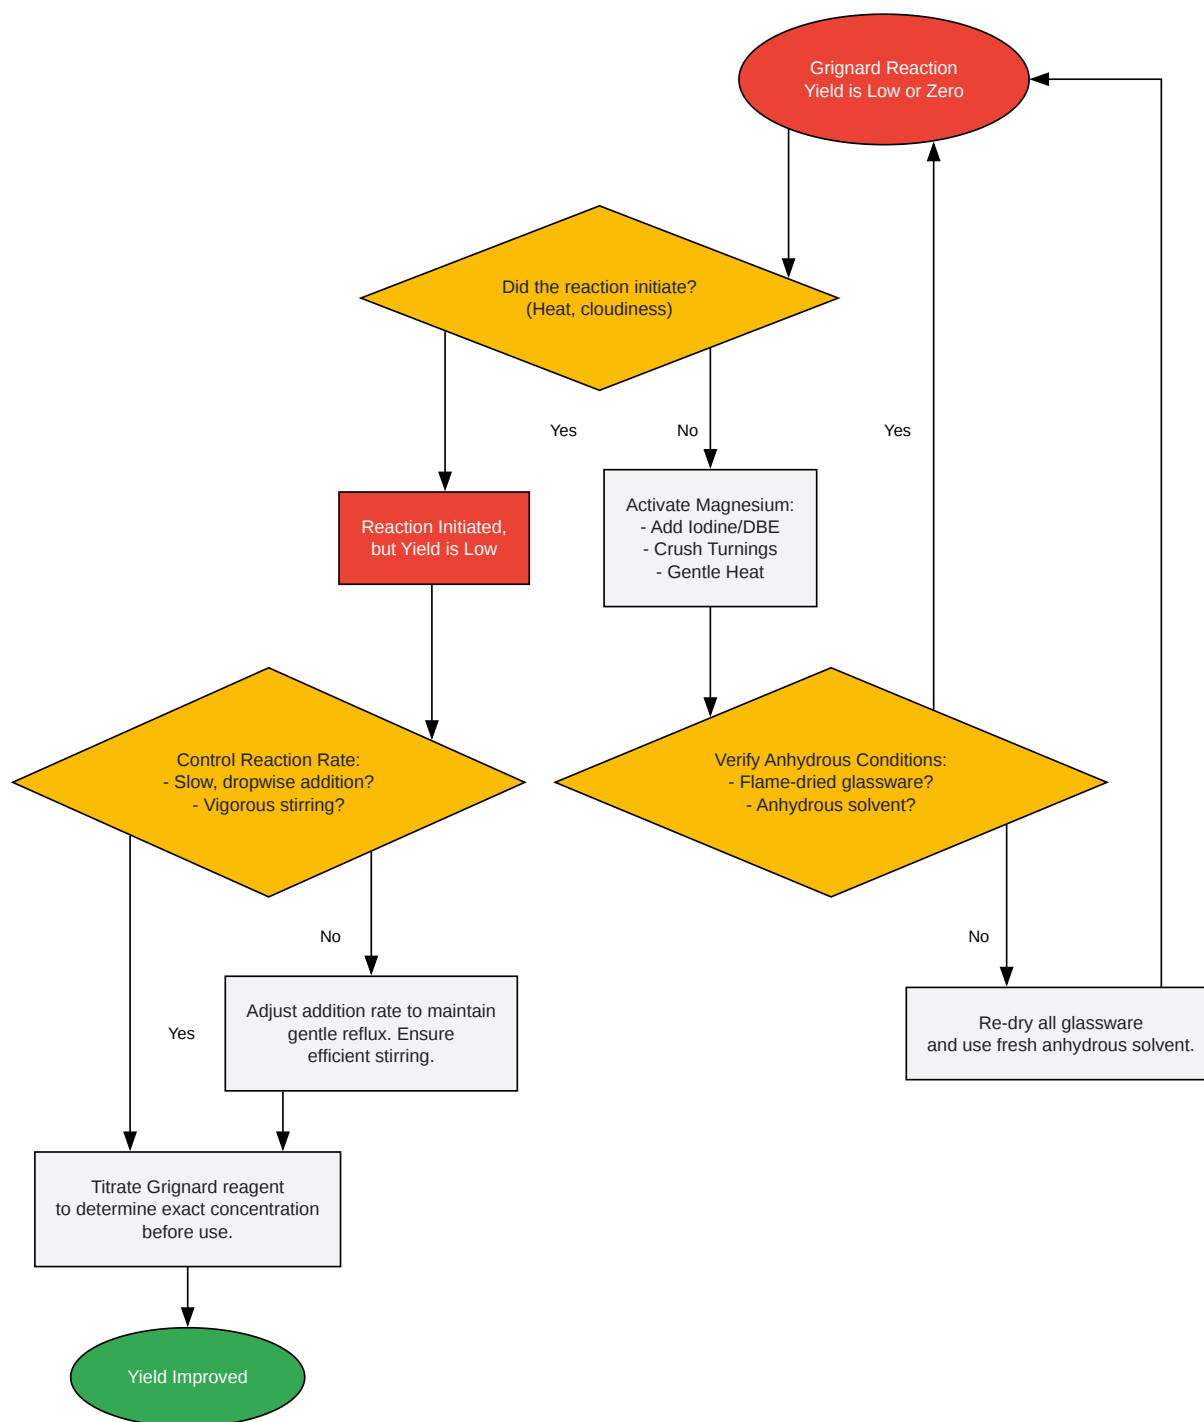 Grignard Reaction
Yield is Low or Zero
Did the reaction initiate?
(Heat, cloudiness)
Yes
No
Yes
Reaction Initiated,
but Yield is Low
Activate Magnesium:
- Add Iodine/DBE
- Crush Turnings
- Gentle Heat
Control Reaction Rate:
- Slow, dropwise addition?
- Vigorous stirring?
Verify Anhydrous Conditions:
- Flame-dried glassware?
- Anhydrous solvent?
No
No
Adjust addition rate to maintain
gentle reflux. Ensure
efficient stirring.
Yes
Re-dry all glassware
and use fresh anhydrous solvent.
Titrate Grignard reagent
to determine exact concentration
before use.
Yield Improved